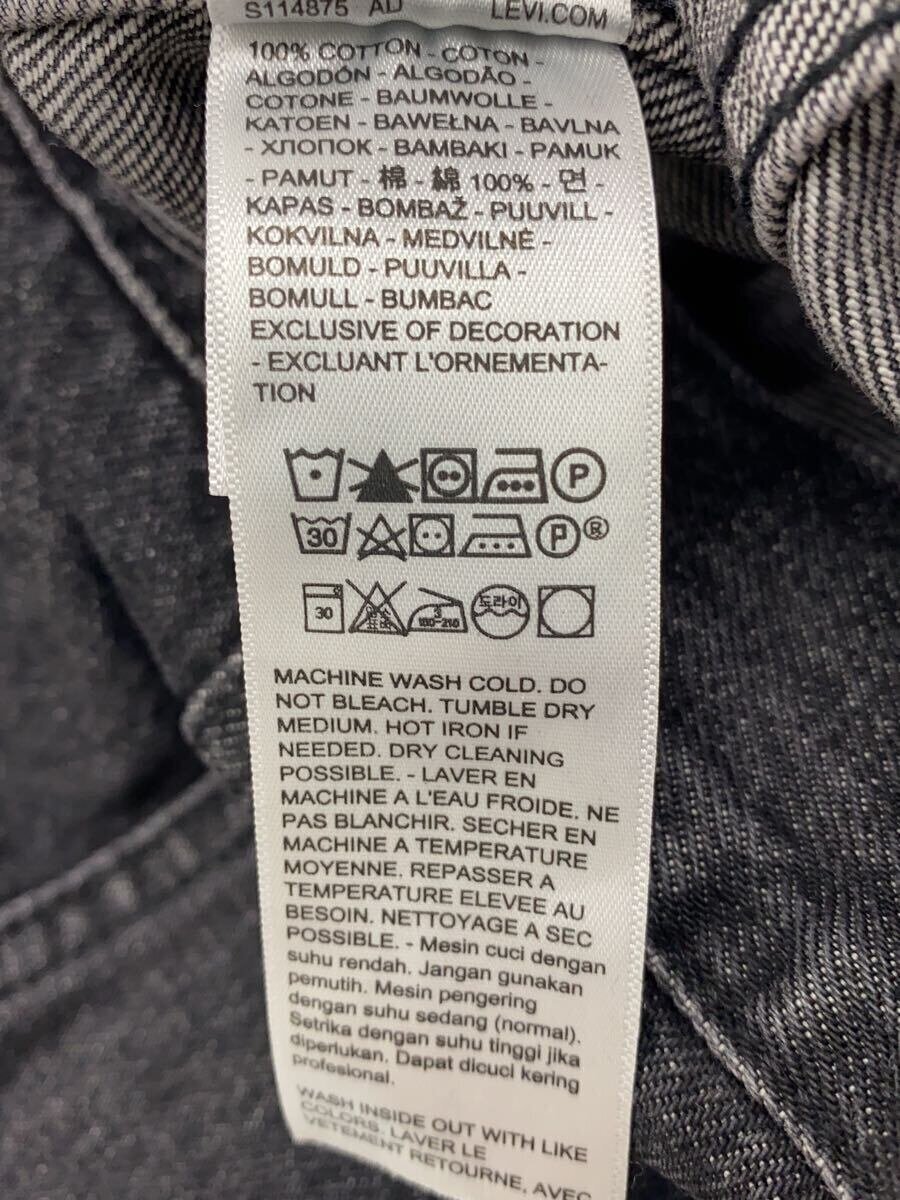 S114875 AD LEVI.COM
100% COTTON - COTON -
ALGODÓN - ALGODÃO -
COTONE - BAUMWOLLE -
KATOEN - BAWEŁNA - BAVLNA
- ХЛОПОК - BAMBAKI - PAMUK
- PAMUT - 棉 - 綿 100% - 면 -
KAPAS - BOMBAŽ - PUUVILL -
KOKVILNA - MEDVILNĖ -
BOMULD - PUUVILLA -
BOMULL - BUMBAC
EXCLUSIVE OF DECORATION
- EXCLUANT L'ORNEMENTA-
TION
P
30 P ®
30 3 180-210 드라이
MACHINE WASH COLD. DO
NOT BLEACH. TUMBLE DRY
MEDIUM. HOT IRON IF
NEEDED. DRY CLEANING
POSSIBLE. - LAVER EN
MACHINE A L'EAU FROIDE. NE
PAS BLANCHIR. SECHER EN
MACHINE A TEMPERATURE
MOYENNE. REPASSER A
TEMPERATURE ELEVEE AU
BESOIN. NETTOYAGE A SEC
POSSIBLE. - Mesin cuci dengan
suhu rendah. Jangan gunakan
pemutih. Mesin pengering
dengan suhu sedang (normal).
Setrika dengan suhu tinggi jika
diperlukan. Dapat dicuci kering
profesional.
WASH INSIDE OUT WITH LIKE
COLORS. LAVER LE
VETEMENT RETOURNE, AVEC